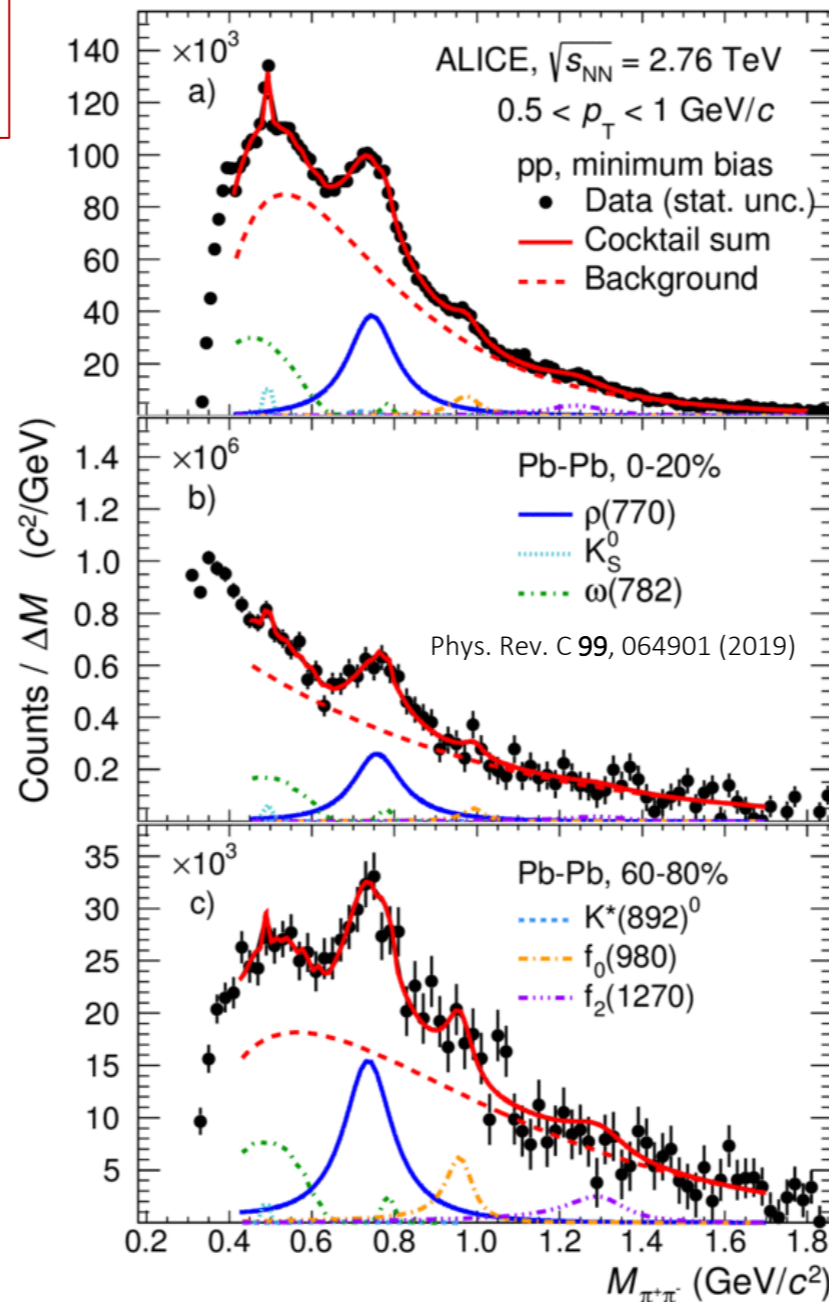 140
120
100
80
60
40
20
×10³
a)
ALICE, √s_NN = 2.76 TeV
0.5 < p_T < 1 GeV/c
pp, minimum bias
Data (stat. unc.)
Cocktail sum
Background
Counts / ΔM (c²/GeV)
1.4
1.2
1.0
0.8
0.6
0.4
0.2
×10⁶
b)
Pb-Pb, 0-20%
ρ(770)
K⁰_S
ω(782)
Phys. Rev. C 99, 064901 (2019)
35
30
25
20
15
10
5
×10³
c)
Pb-Pb, 60-80%
K*(892)⁰
f₀(980)
f₂(1270)
0.2 0.4 0.6 0.8 1.0 1.2 1.4 1.6 1.8
M_π⁺π⁻ (GeV/c²)